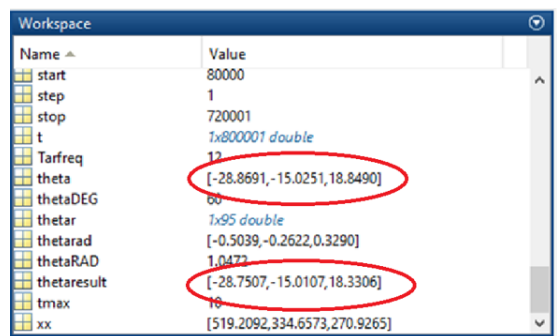 Workspace
Name Value
start 80000
step 1
stop 720001
t 1x800001 double
Tarfreq 12
theta [-28.8691,-15.0251,18.8490]
thetaDEG 60
thetar 1x95 double
thetarad [-0.5039,-0.2622,0.3290]
thetaRAD 1.0472
thetaresult [-28.7507,-15.0107,18.3306]
tmax 10
xx [519.2092,334.6573,270.9265]